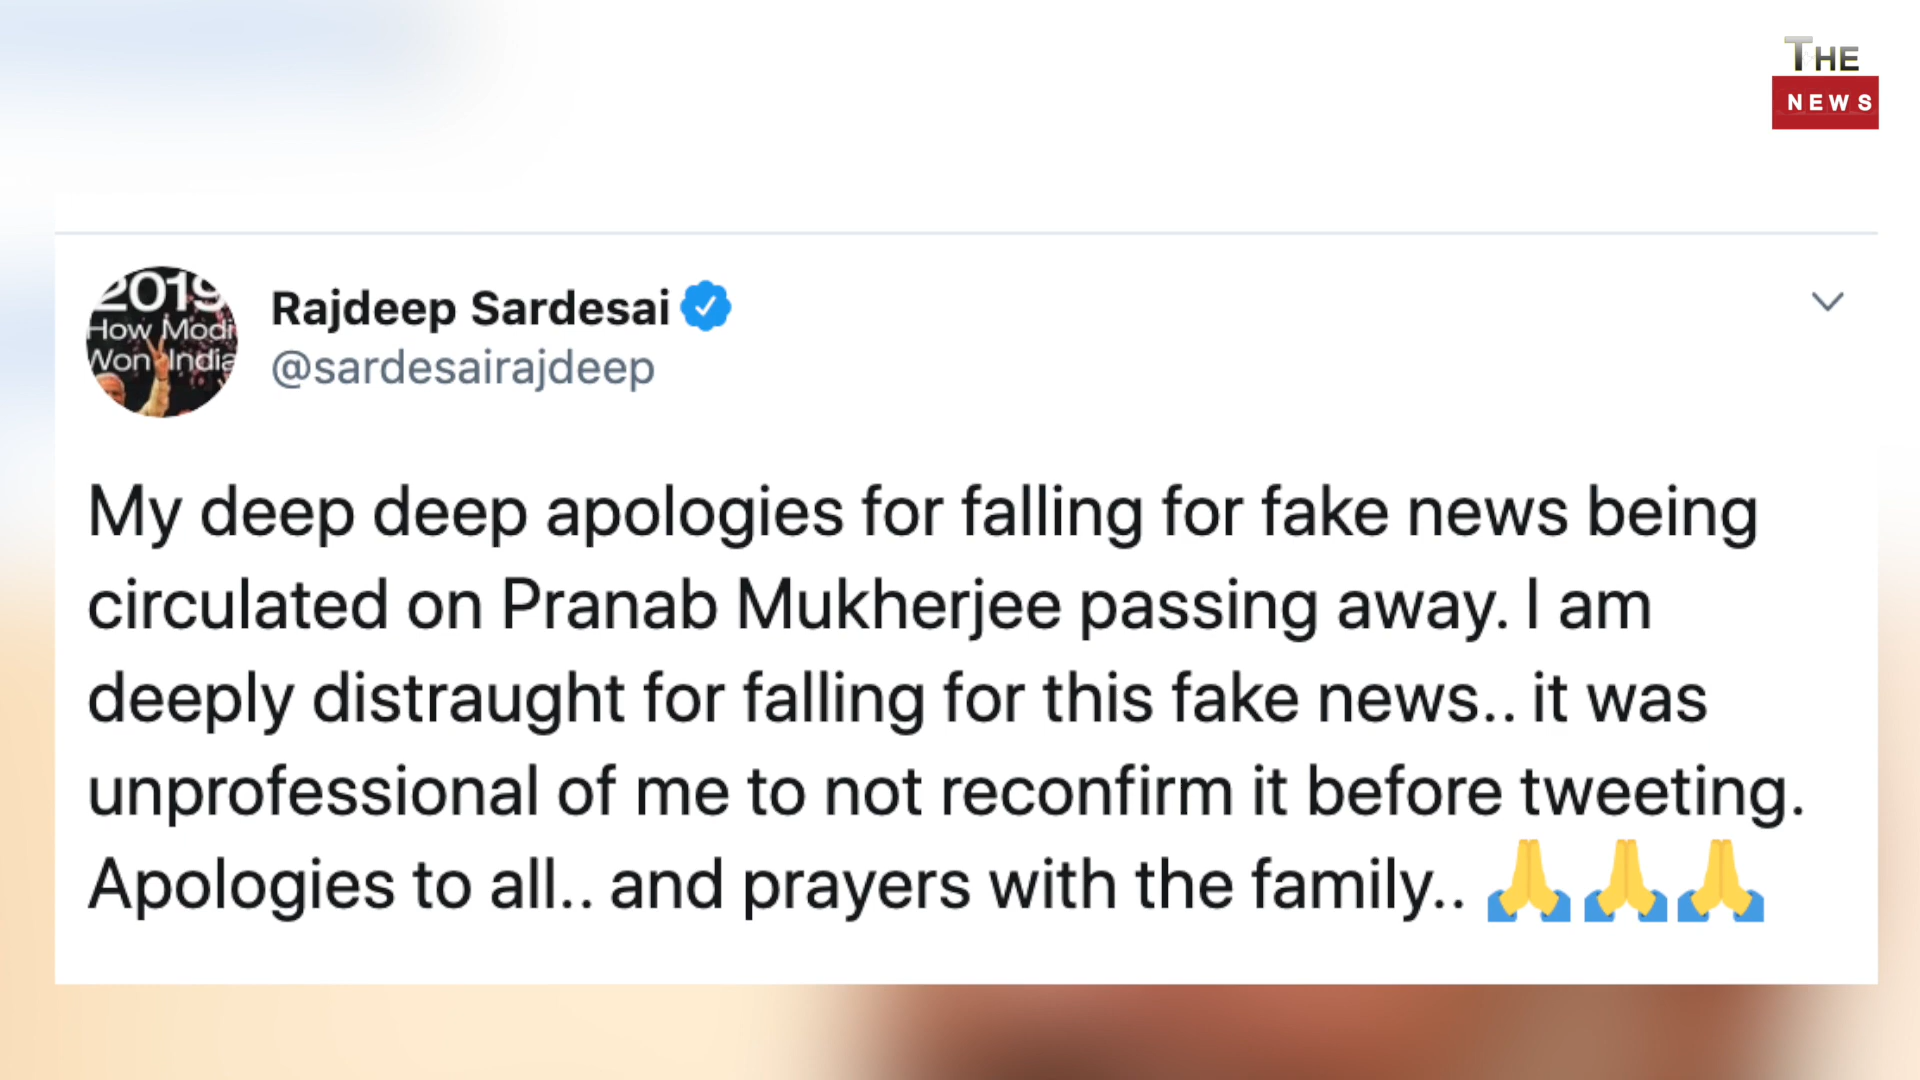 THE
NEWS
2019
How Modi
Won India
Rajdeep Sardesai
@sardesairajdeep
My deep deep apologies for falling for fake news being
circulated on Pranab Mukherjee passing away. I am
deeply distraught for falling for this fake news.. it was
unprofessional of me to not reconfirm it before tweeting.
Apologies to all.. and prayers with the family.. 🙏🙏🙏